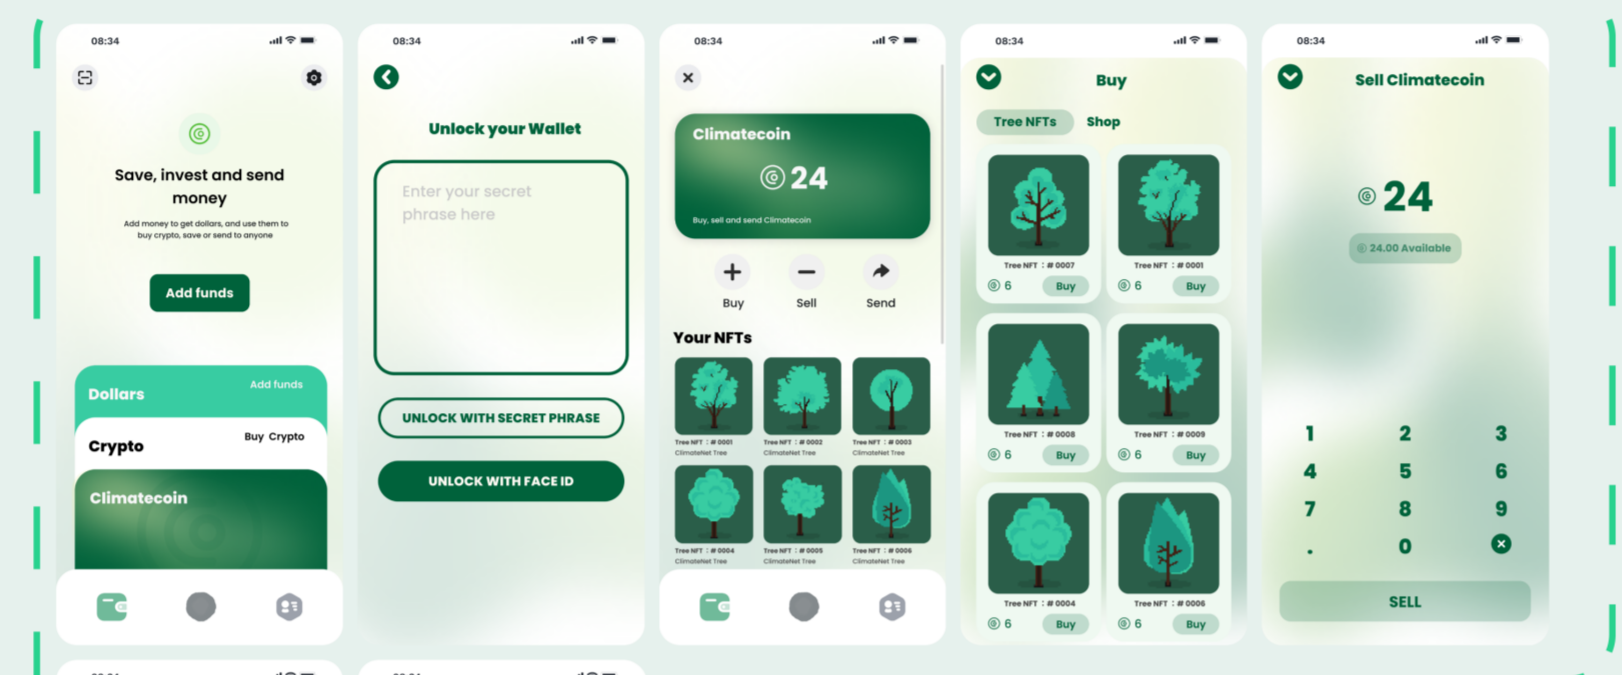 08:34
Save, invest and send
money
Add money to get dollars, and use them to
buy crypto, save or send to anyone
Add funds
Dollars
Add funds
Crypto
Buy Crypto
Climatecoin
08:34
Unlock your Wallet
Enter your secret
phrase here
UNLOCK WITH SECRET PHRASE
UNLOCK WITH FACE ID
08:34
Climatecoin
24
Buy, sell and send Climatecoin
Buy
Sell
Send
Your NFTs
Tree NFT : # 0001
ClimateNet Tree
Tree NFT : # 0002
ClimateNet Tree
Tree NFT : # 0003
ClimateNet Tree
Tree NFT : # 0004
ClimateNet Tree
Tree NFT : # 0005
ClimateNet Tree
Tree NFT : # 0006
ClimateNet Tree
08:34
Buy
Tree NFTs
Shop
Tree NFT : # 0007
6 Buy
Tree NFT : # 0001
6 Buy
Tree NFT : # 0008
6 Buy
Tree NFT : # 0009
6 Buy
Tree NFT : # 0004
6 Buy
Tree NFT : # 0006
6 Buy
08:34
Sell Climatecoin
24
24.00 Available
1 2 3
4 5 6
7 8 9
. 0
SELL